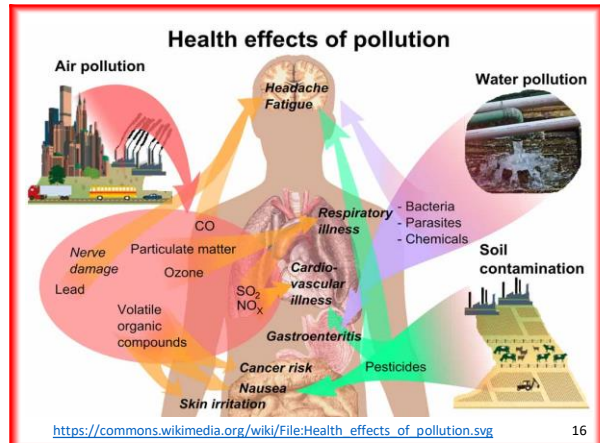 Health effects of pollution
Air pollution
Water pollution
Headache
Fatigue
- Bacteria
- Parasites
- Chemicals
CO
Particulate matter
Ozone
Nerve
damage
Lead
Respiratory
illness
SO2
NOX
Cardio-
vascular
illness
Soil
contamination
Volatile
organic
compounds
Gastroenteritis
Pesticides
Cancer risk
Nausea
Skin irritation
https://commons.wikimedia.org/wiki/File:Health_effects_of_pollution.svg
16